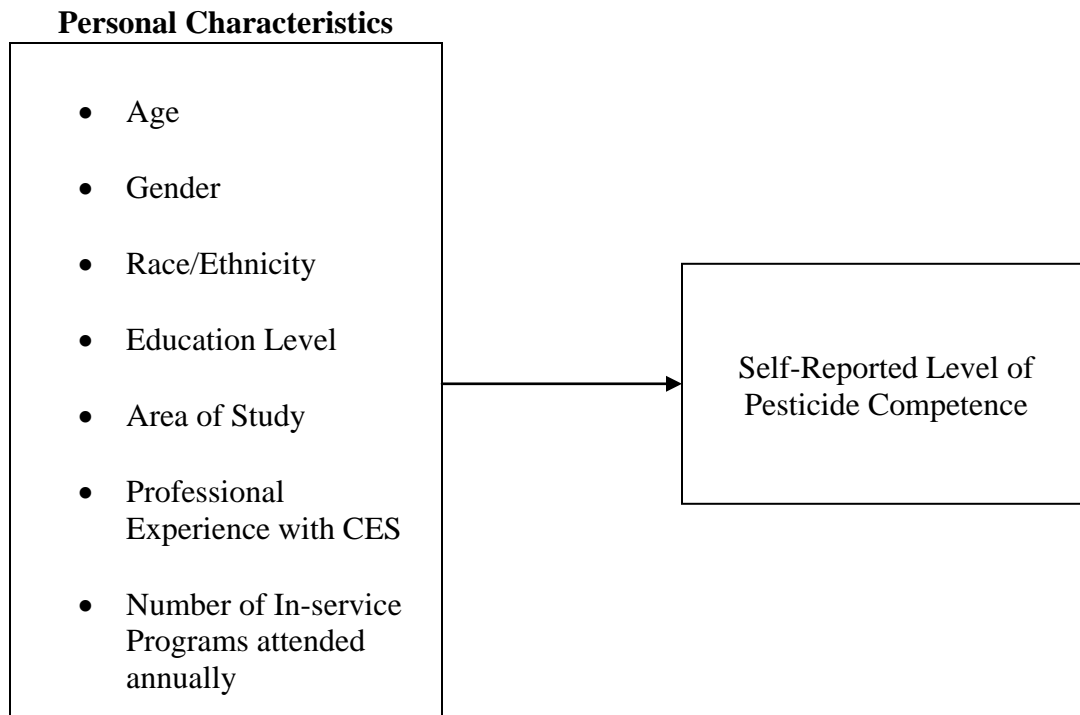 Personal Characteristics
• Age
• Gender
• Race/Ethnicity
• Education Level
• Area of Study
• Professional
Experience with CES
• Number of In-service
Programs attended
annually
Self-Reported Level of
Pesticide Competence